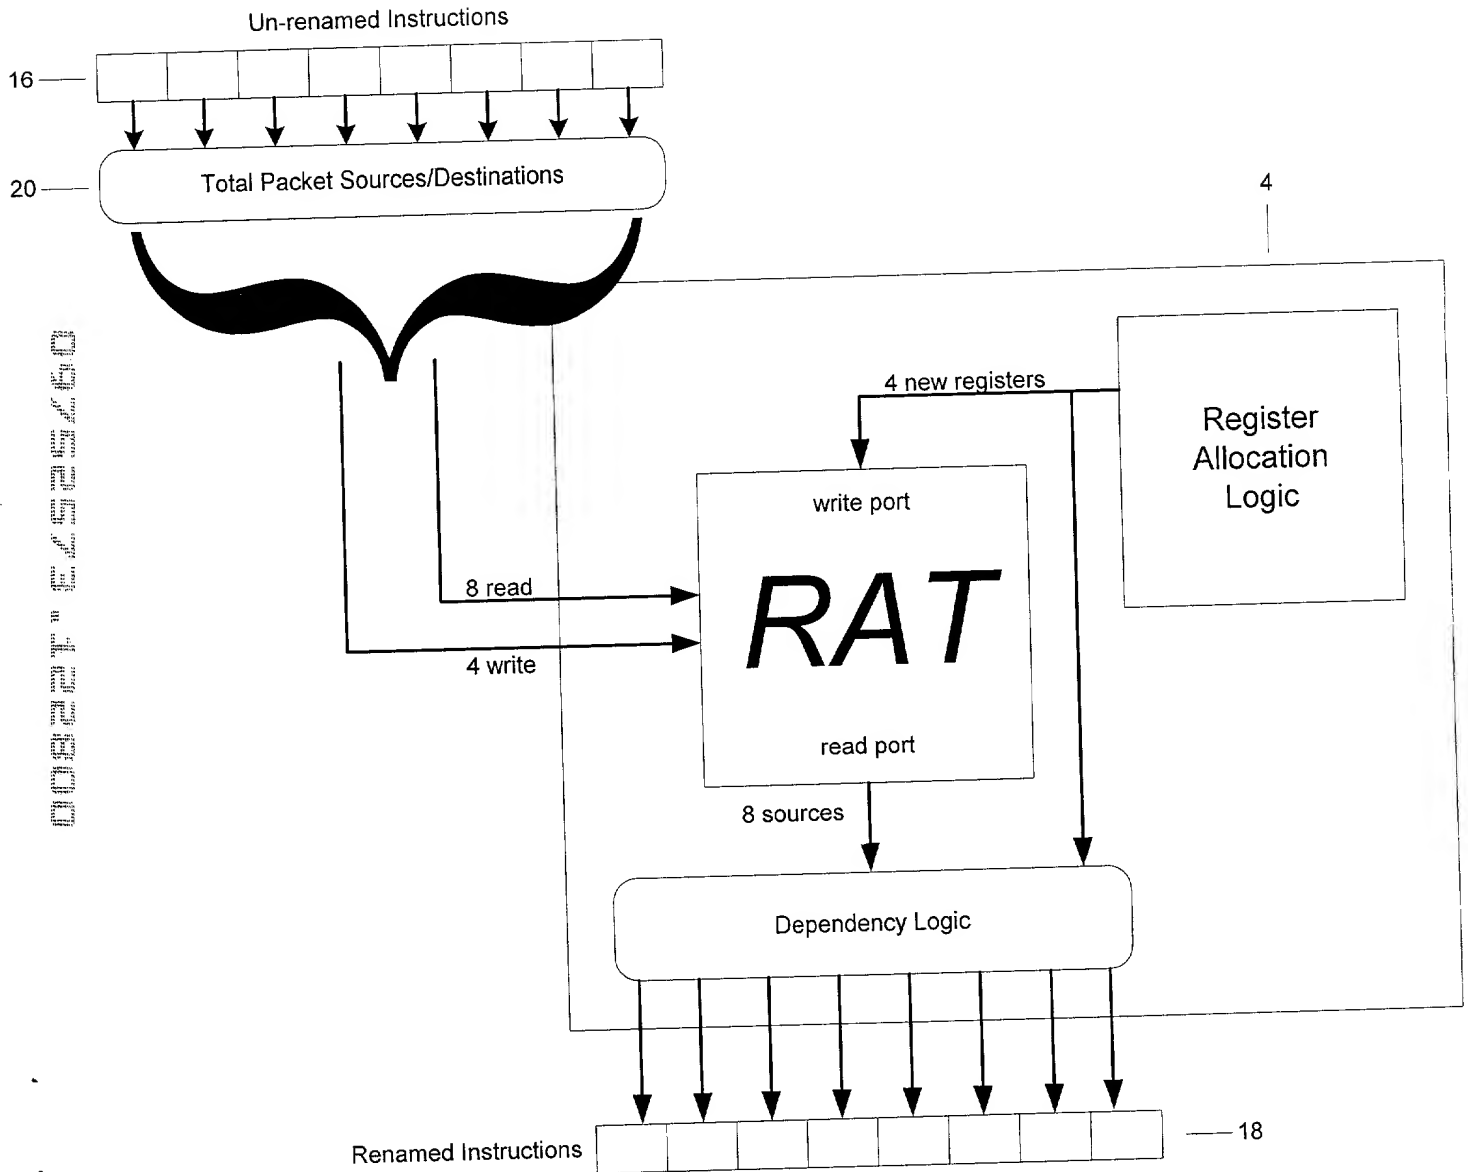 Un-renamed Instructions
16
20
Total Packet Sources/Destinations
4
4 new registers
Register
Allocation
Logic
write port
RAT
8 read
4 write
read port
8 sources
Dependency Logic
Renamed Instructions
18